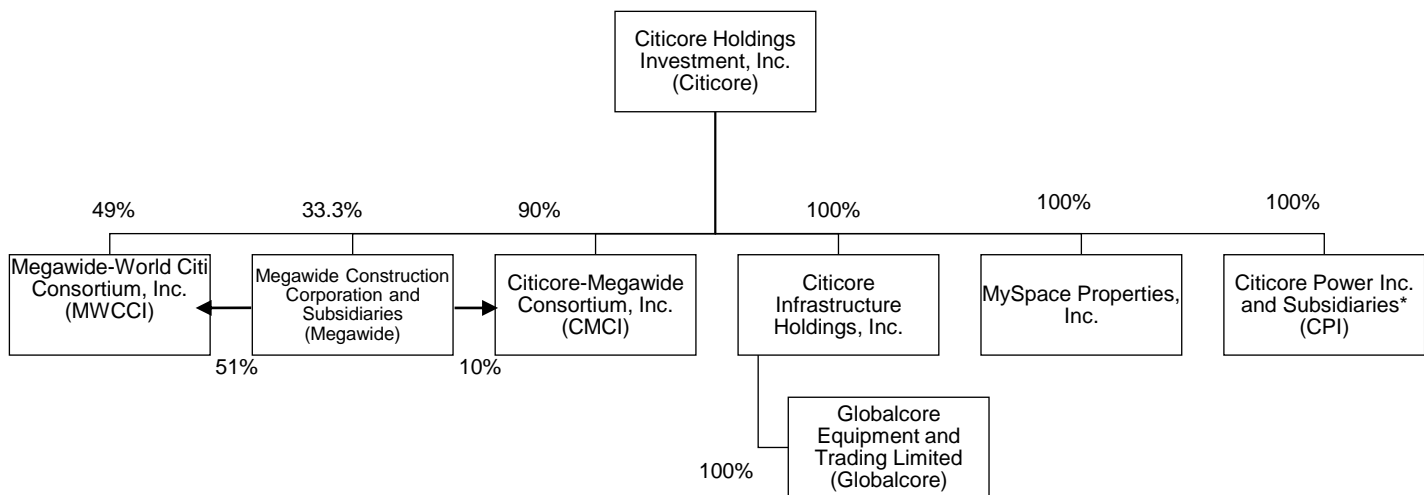 Citicore Holdings
Investment, Inc.
(Citicore)
49%
33.3%
90%
100%
100%
100%
Megawide-World Citi
Consortium, Inc.
(MWCCI)
Megawide Construction
Corporation and
Subsidiaries
(Megawide)
Citicore-Megawide
Consortium, Inc.
(CMCI)
Citicore
Infrastructure
Holdings, Inc.
MySpace Properties,
Inc.
Citicore Power Inc.
and Subsidiaries*
(CPI)
51%
10%
Globalcore
Equipment and
Trading Limited
(Globalcore)
100%